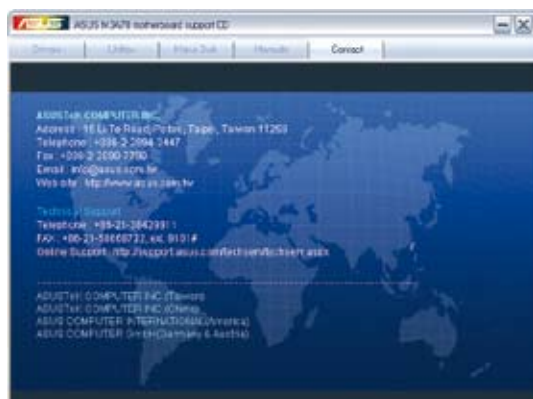 ASUS M3A78 motherboard support CD
Drivers Utilities Make Disk Manuals Contact
ASUSTeK COMPUTER INC.
Address : 15 Li-Te Road, Peitou, Taipei, Taiwan 11259
Telephone : +886-2-2894-3447
Fax : +886-2-2890-7790
Email : info@asus.com.tw
Web site : http://www.asus.com.tw
Technical Support
Telephone : +86-21-38429911
FAX : +86-21-58668722, ext. 9101#
Online Support : http://support.asus.com/techserv/techserv.aspx
ASUSTeK COMPUTER INC.(Taiwan)
ASUSTeK COMPUTER INC.(China)
ASUS COMPUTER INTERNATIONAL(America)
ASUS COMPUTER GmbH(Germany & Austria)